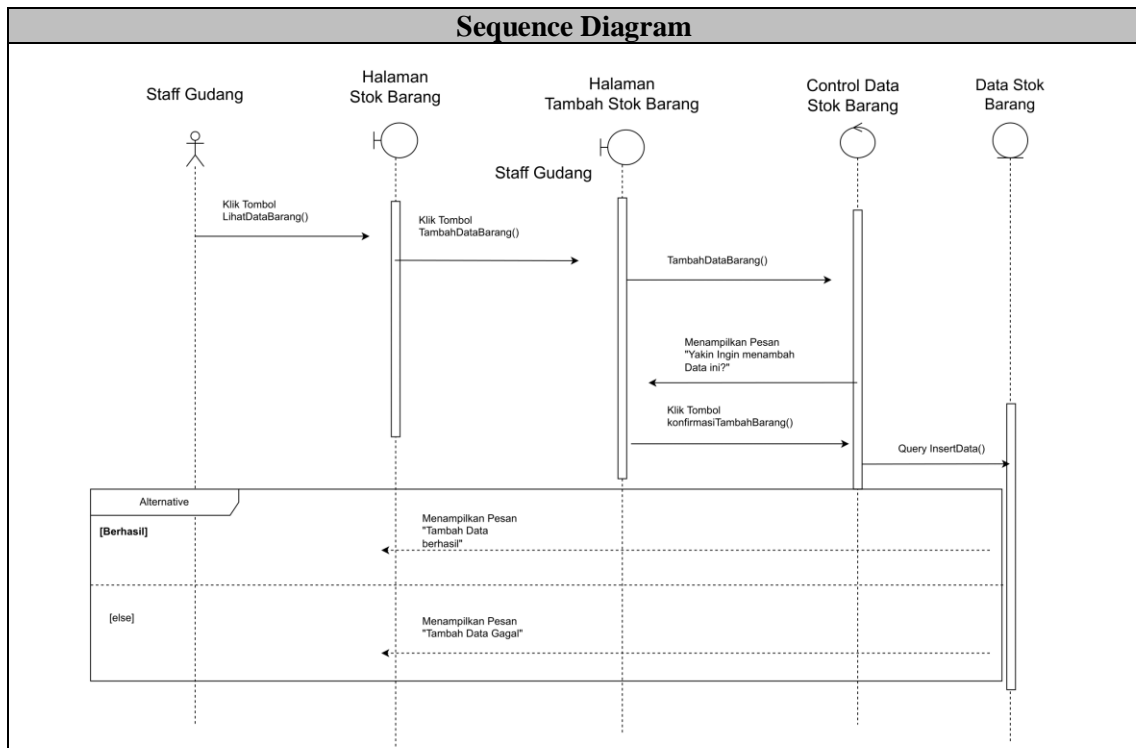 Sequence Diagram
Staff Gudang
Halaman
Stok Barang
Halaman
Tambah Stok Barang
Control Data
Stok Barang
Data Stok
Barang
Staff Gudang
Klik Tombol
LihatDataBarang()
Klik Tombol
TambahDataBarang()
TambahDataBarang()
Menampilkan Pesan
"Yakin Ingin menambah
Data ini?"
Klik Tombol
konfirmasiTambahBarang()
Query InsertData()
Alternative
[Berhasil]
Menampilkan Pesan
"Tambah Data
berhasil"
[else]
Menampilkan Pesan
"Tambah Data Gagal"